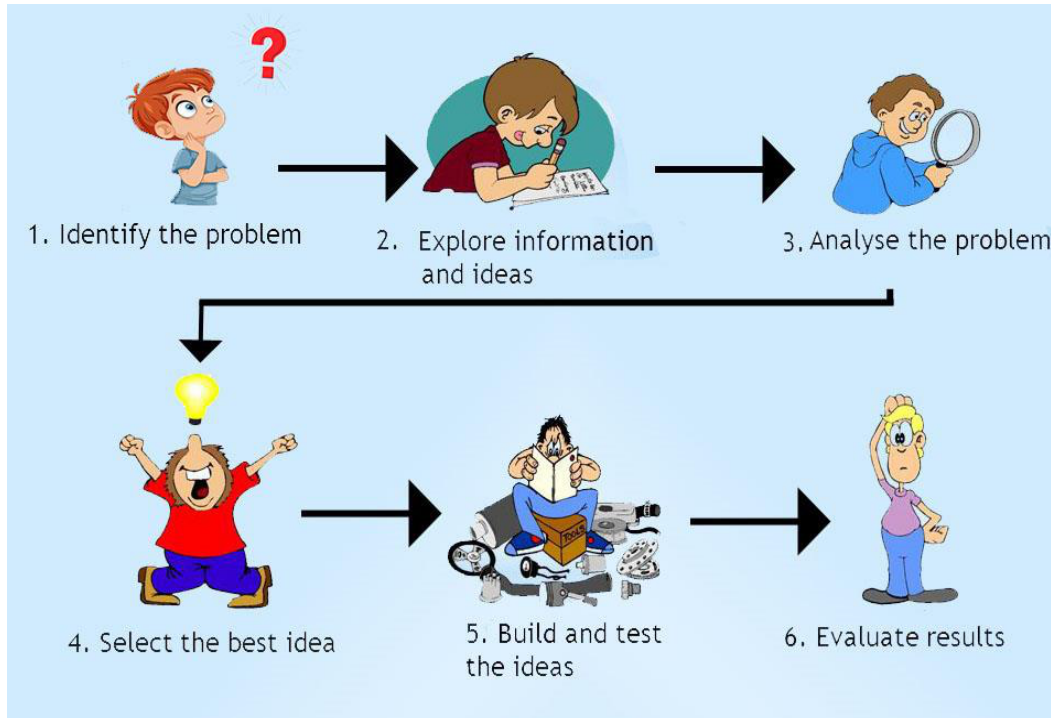 ?
1. Identify the problem
2. Explore information
and ideas
3. Analyse the problem
4. Select the best idea
TOOLS
5. Build and test
the ideas
6. Evaluate results